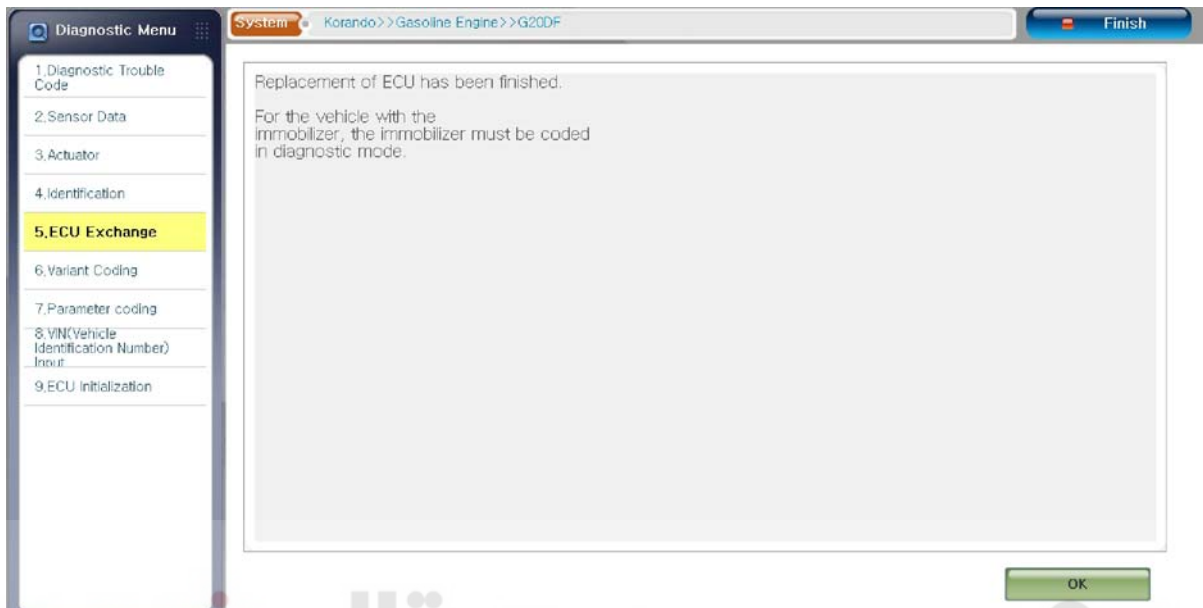 Diagnostic Menu
System
Korando>>Gasoline Engine>>G20DF
Finish
1.Diagnostic Trouble
Code
2.Sensor Data
3.Actuator
4.Identification
5.ECU Exchange
6.Variant Coding
7.Parameter coding
8.VIN(Vehicle
Identification Number)
Input
9.ECU Initialization
Replacement of ECU has been finished.
For the vehicle with the
immobilizer, the immobilizer must be coded
in diagnostic mode.
OK